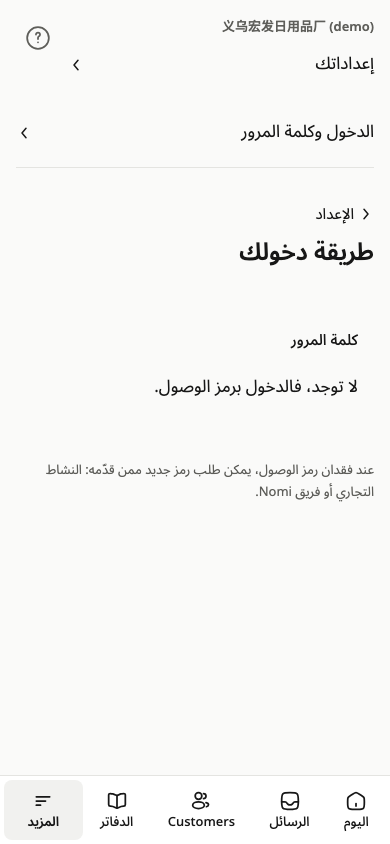 义乌宏发日用品厂 (demo)
إعداداتك
الدخول وكلمة المرور
الإعداد
طريقة دخولك
كلمة المرور
لا توجد، فالدخول برمز الوصول.
عند فقدان رمز الوصول، يمكن طلب رمز جديد ممن قدّمه: النشاط
التجاري أو فريق Nomi.
اليوم
الرسائل
Customers
الدفاتر
المزيد